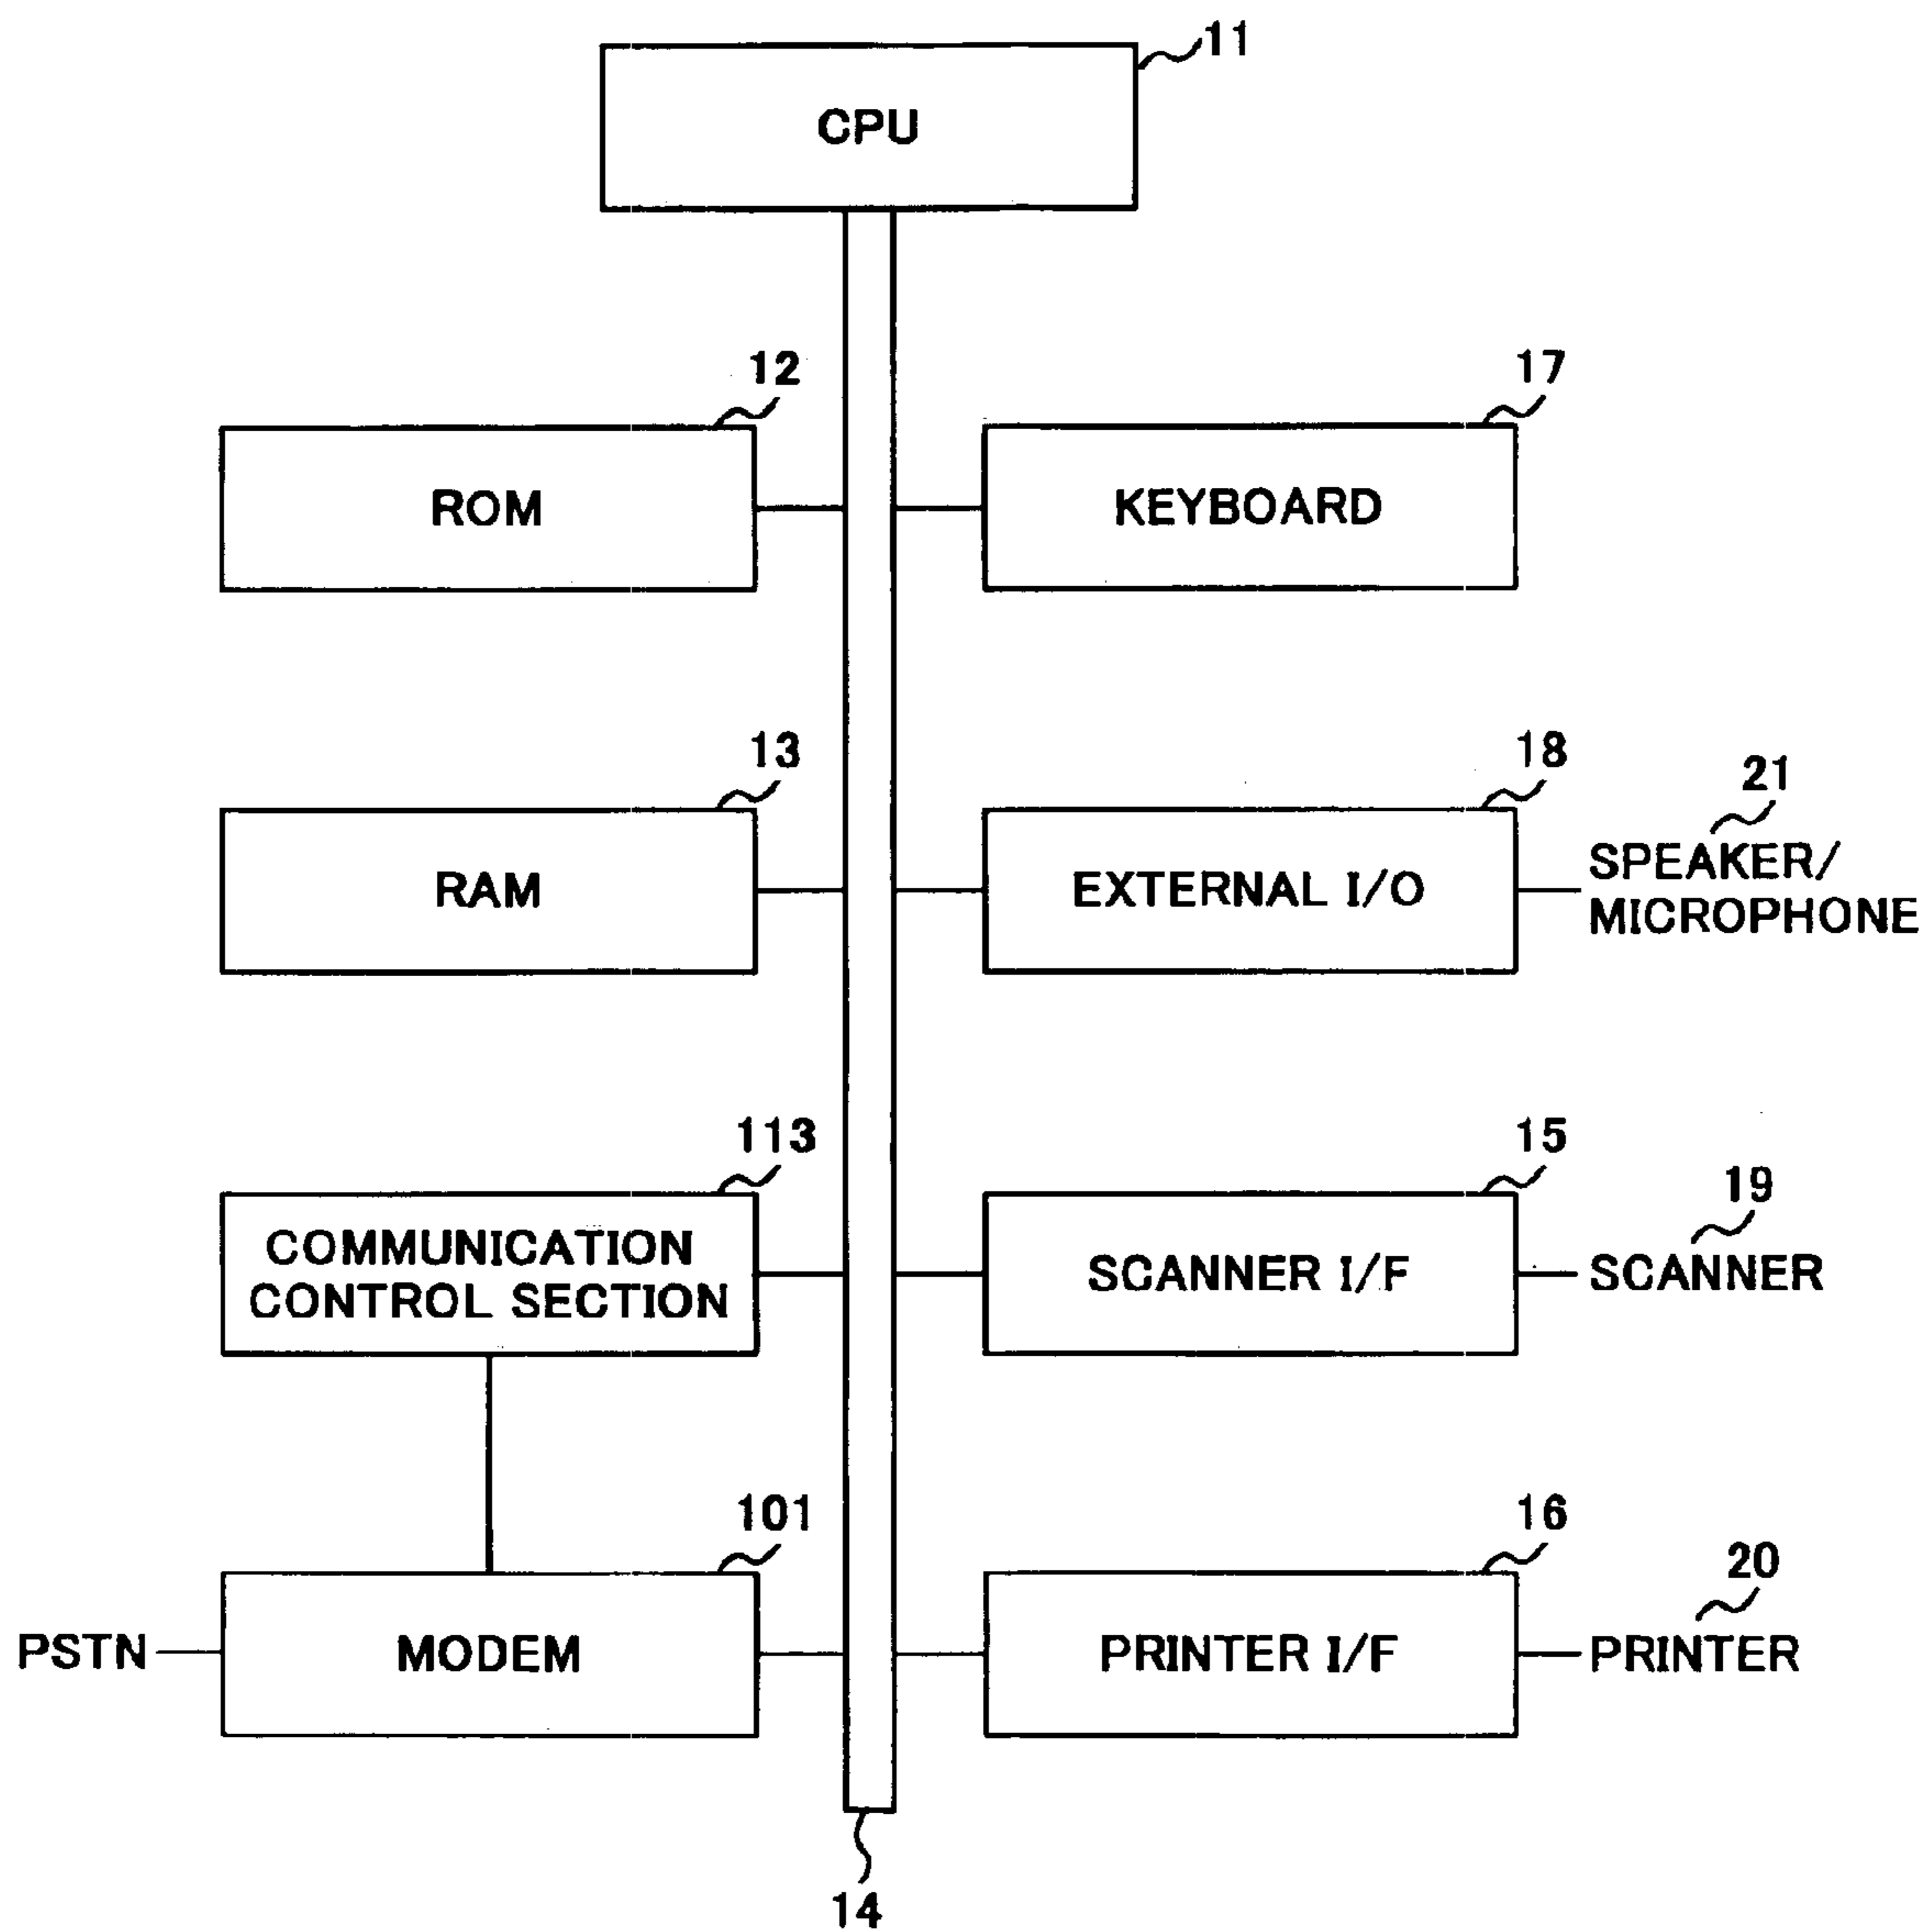 11
CPU
12
ROM
17
KEYBOARD
13
RAM
18
EXTERNAL I/O
21
SPEAKER/
MICROPHONE
113
COMMUNICATION
CONTROL SECTION
15
SCANNER I/F
19
SCANNER
101
PSTN
MODEM
16
PRINTER I/F
20
PRINTER
14